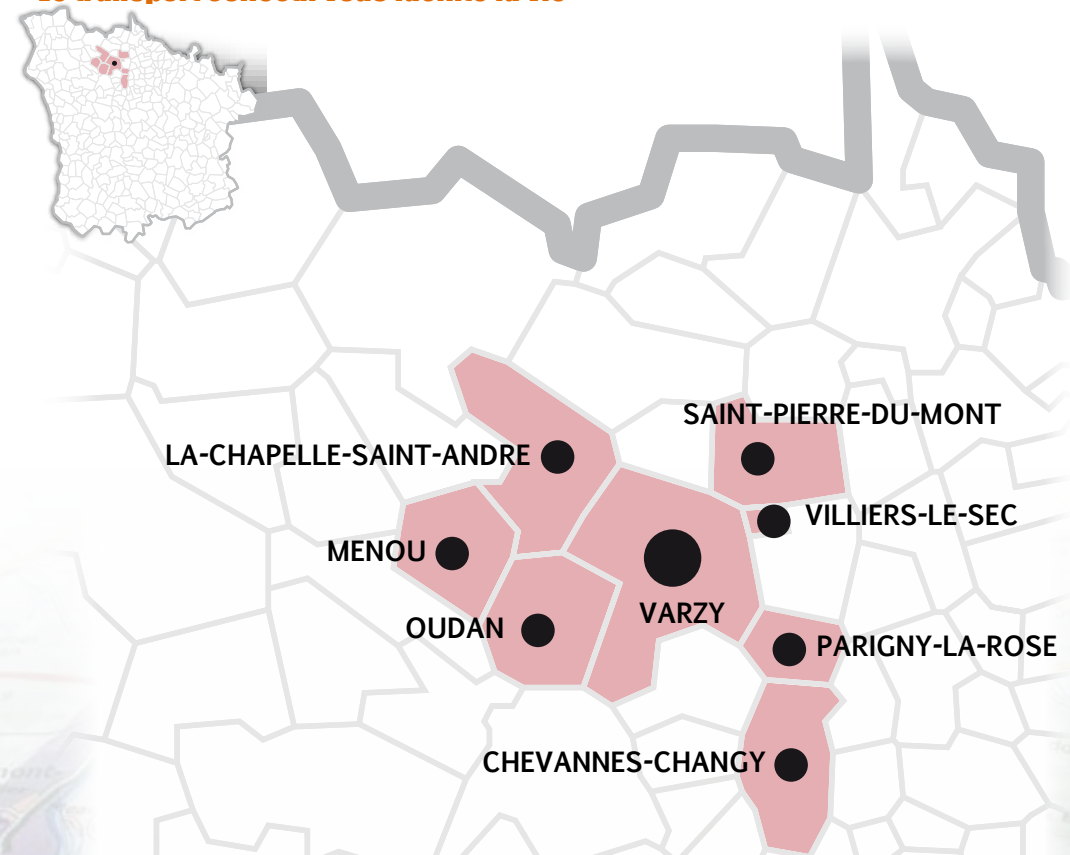 SAINT-PIERRE-DU-MONT
LA-CHAPELLE-SAINT-ANDRE
VILLIERS-LE-SEC
MENOU
VARZY
OUDAN
PARIGNY-LA-ROSE
CHEVANNES-CHANGY